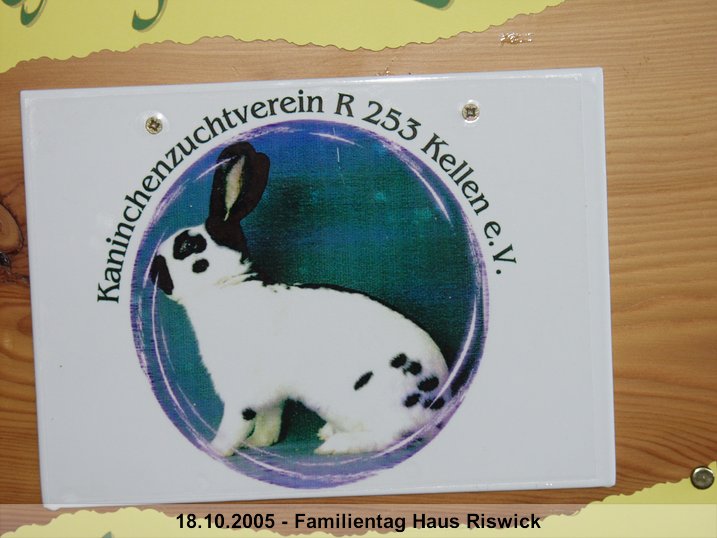 Kaninchenzuchtverein R 253 Kellen e.V.
18.10.2005 - Familientag Haus Riswick